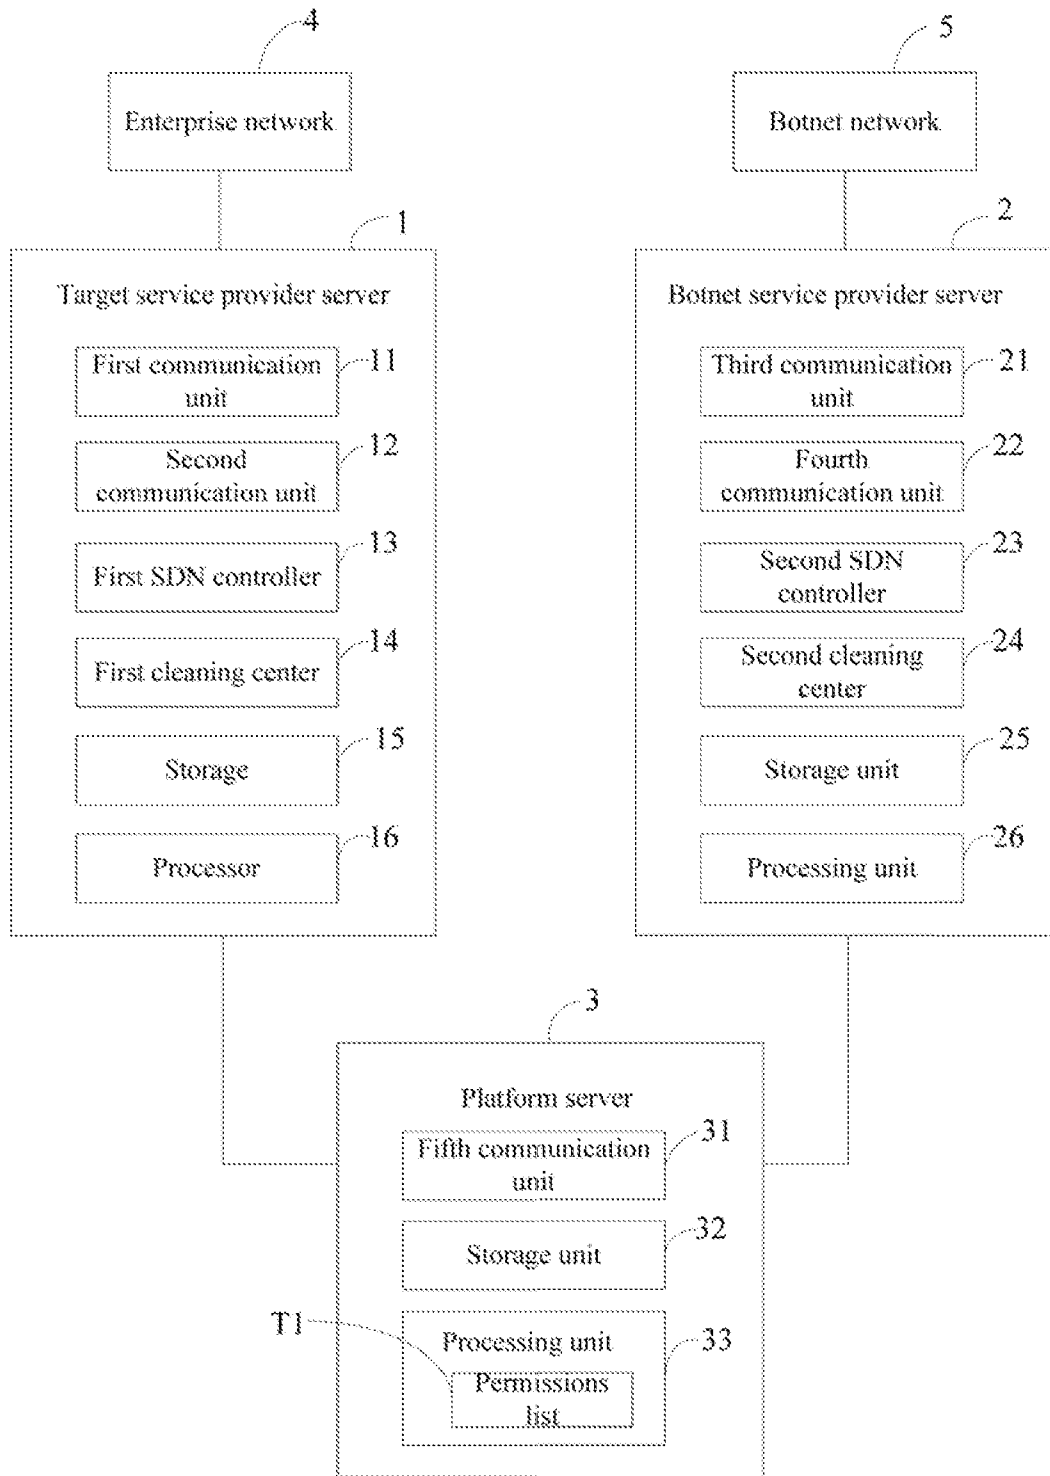 4
5
Enterprise network
Botnet network
1
2
Target service provider server
Botnet service provider server
First communication
unit
11
Second
communication unit
12
First SDN controller
13
First cleaning center
14
Storage
15
Processor
16
Third communication
unit
21
Fourth
communication unit
22
Second SDN
controller
23
Second cleaning
center
24
Storage unit
25
Processing unit
26
3
Platform server
Fifth communication
unit
31
Storage unit
32
T1
Processing unit
33
Permissions
list